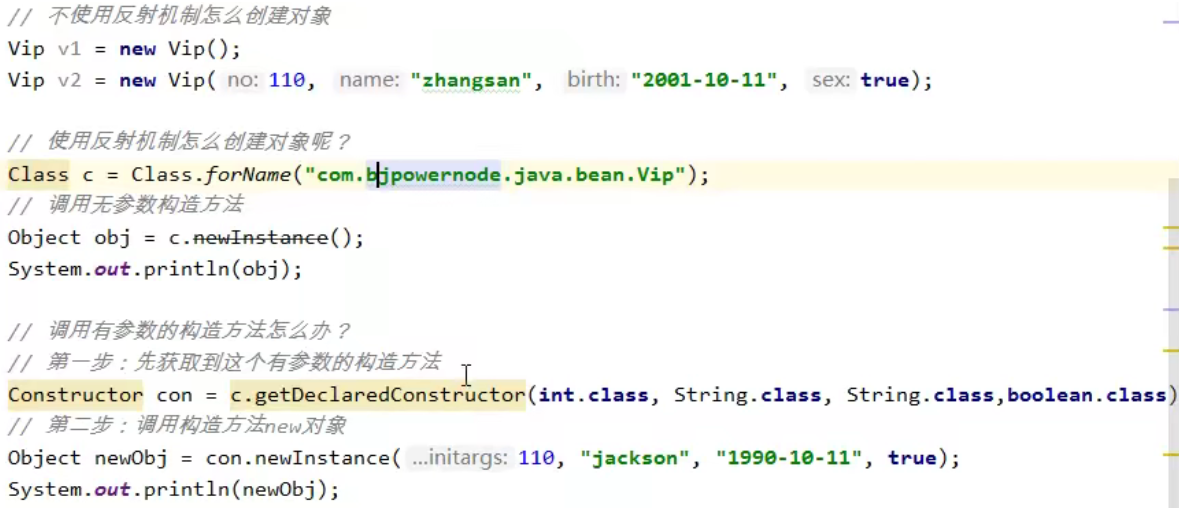 // 不使用反射机制怎么创建对象
Vip v1 = new Vip();
Vip v2 = new Vip( no: 110, name: "zhangsan", birth: "2001-10-11", sex: true);
// 使用反射机制怎么创建对象呢？
Class c = Class.forName("com.bjpowernode.java.bean.Vip");
// 调用无参数构造方法
Object obj = c.newInstance();
System.out.println(obj);
// 调用有参数的构造方法怎么办？
// 第一步：先获取到这个有参数的构造方法
Constructor con = c.getDeclaredConstructor(int.class, String.class, String.class,boolean.class)
// 第二步：调用构造方法new对象
Object newObj = con.newInstance( ...initargs: 110, "jackson", "1990-10-11", true);
System.out.println(newObj);